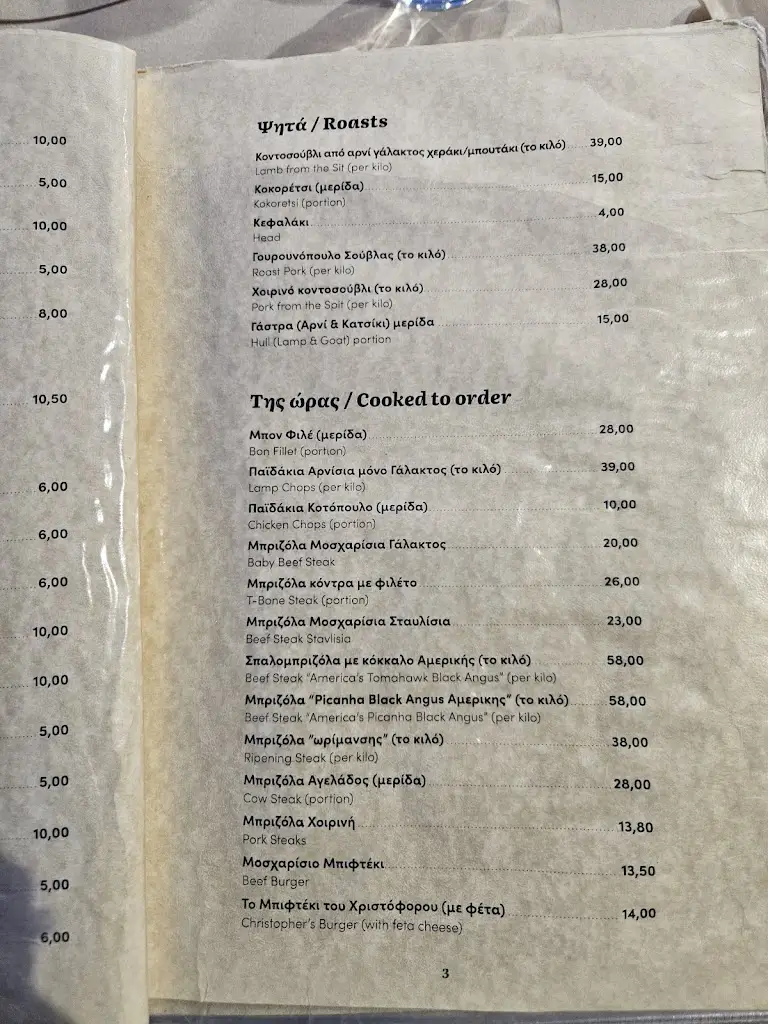 10,00
5,00
10,00
5,00
8,00
10,50
6,00
6,00
6,00
10,00
10,00
5,00
5,00
10,00
5,00
6,00
Ψητά / Roasts
Κοντοσούβλι από αρνί γάλακτος χεράκι/μπουτάκι (το κιλό) 39,00
Lamb from the Sit (per kilo)
Κοκορέτσι (μερίδα) 15,00
Kokoretsi (portion)
Κεφαλάκι 4,00
Head
Γουρουνόπουλο Σούβλας (το κιλό) 38,00
Roast Pork (per kilo)
Χοιρινό κοντοσούβλι (το κιλό) 28,00
Pork from the Spit (per kilo)
Γάστρα (Αρνί & Κατσίκι) μερίδα 15,00
Hull (Lamp & Goat) portion
Της ώρας / Cooked to order
Μπον Φιλέ (μερίδα) 28,00
Bon Fillet (portion)
Παϊδάκια Αρνίσια μόνο Γάλακτος (το κιλό) 39,00
Lamp Chops (per kilo)
Παϊδάκια Κοτόπουλο (μερίδα) 10,00
Chicken Chops (portion)
Μπριζόλα Μοσχαρίσια Γάλακτος 20,00
Baby Beef Steak
Μπριζόλα κόντρα με φιλέτο 26,00
T-Bone Steak (portion)
Μπριζόλα Μοσχαρίσια Σταυλίσια 23,00
Beef Steak Stavlisia
Σπαλομπριζόλα με κόκκαλο Αμερικής (το κιλό) 58,00
Beef Steak "America's Tomahawk Black Angus" (per kilo)
Μπριζόλα "Picanha Black Angus Αμερικης" (το κιλό) 58,00
Beef Steak "America's Picanha Black Angus" (per kilo)
Μπριζόλα "ωρίμανσης" (το κιλό) 38,00
Ripening Steak (per kilo)
Μπριζόλα Αγελάδος (μερίδα) 28,00
Cow Steak (portion)
Μπριζόλα Χοιρινή 13,80
Pork Steaks
Μοσχαρίσιο Μπιφτέκι 13,50
Beef Burger
Το Μπιφτέκι του Χριστόφορου (με φέτα) 14,00
Christopher's Burger (with feta cheese)
3